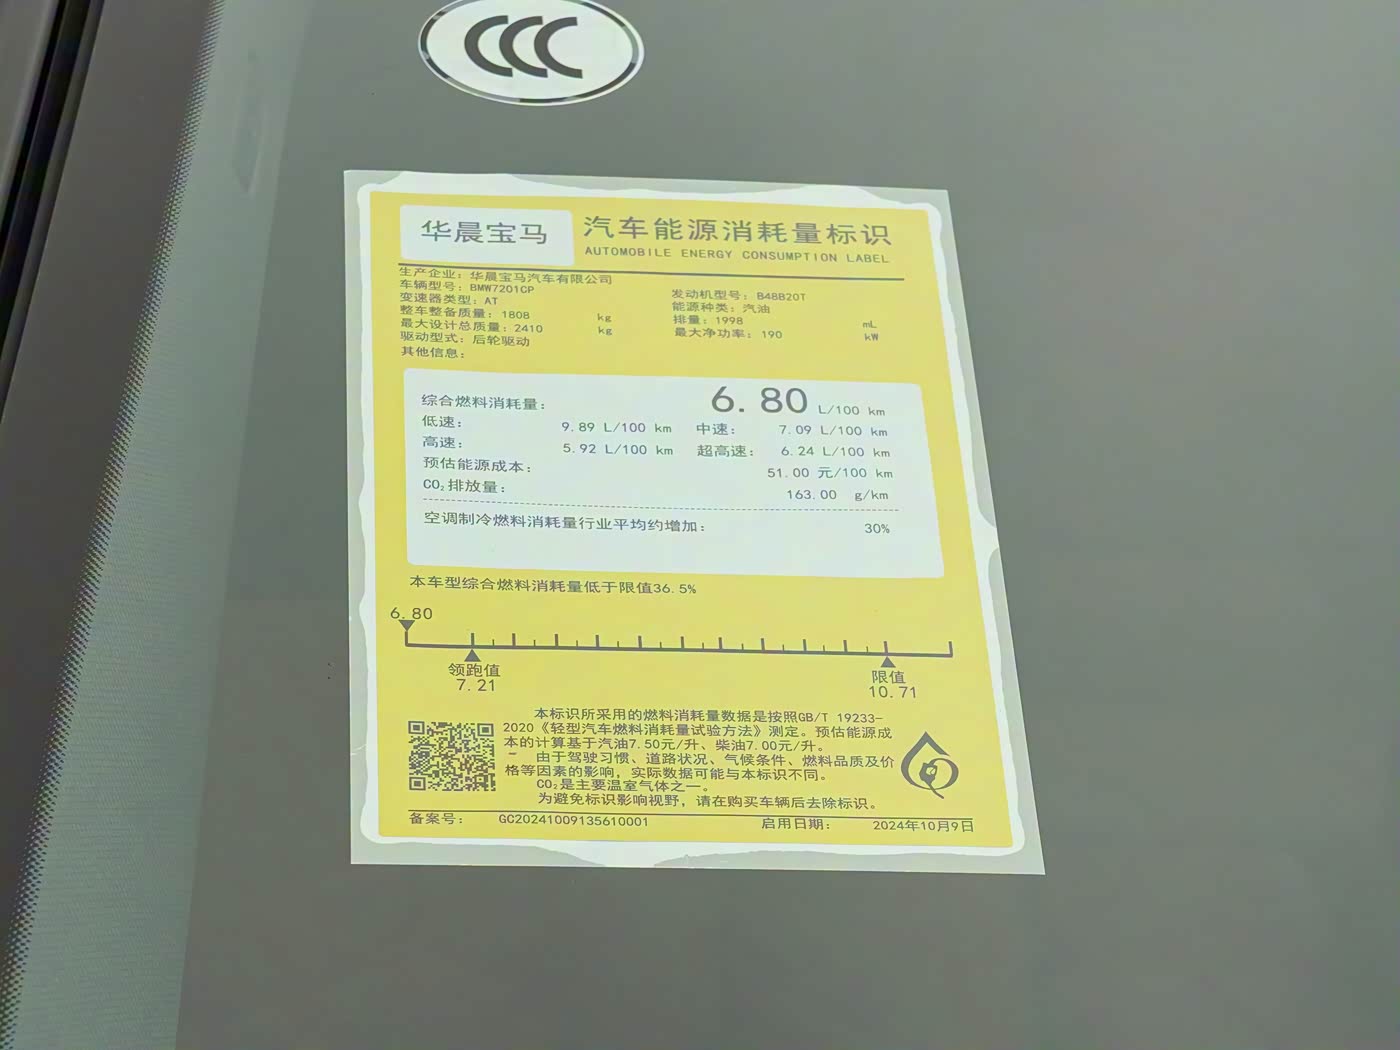 CCC
华晨宝马
汽车能源消耗量标识
AUTOMOBILE ENERGY CONSUMPTION LABEL
生产企业：华晨宝马汽车有限公司
车辆型号：BMW7201CP 发动机型号：B48B20T
变速器类型：AT 能源种类：汽油
整车整备质量：1808 kg 排量：1998 mL
最大设计总质量：2410 kg 最大净功率：190 kW
驱动型式：后轮驱动
其他信息：
综合燃料消耗量： 6.80 L/100 km
低速： 9.89 L/100 km 中速： 7.09 L/100 km
高速： 5.92 L/100 km 超高速： 6.24 L/100 km
预估能源成本： 51.00 元/100 km
CO₂排放量： 163.00 g/km
空调制冷燃料消耗量行业平均约增加： 30%
本车型综合燃料消耗量低于限值36.5%
6.80
领跑值 限值
7.21 10.71
本标识所采用的燃料消耗量数据是按照GB/T 19233-
2020《轻型汽车燃料消耗量试验方法》测定。预估能源成
本的计算基于汽油7.50元/升、柴油7.00元/升。
由于驾驶习惯、道路状况、气候条件、燃料品质及价
格等因素的影响，实际数据可能与本标识不同。
CO₂是主要温室气体之一。
为避免标识影响视野，请在购买车辆后去除标识。
备案号： GC20241009135610001 启用日期： 2024年10月9日